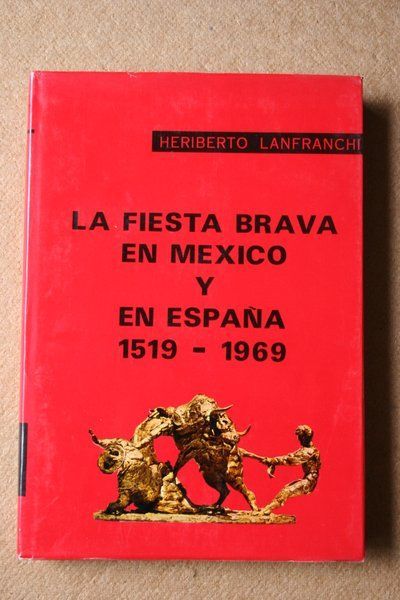 HERIBERTO LANFRANCHI
LA FIESTA BRAVA
EN MEXICO
Y
EN ESPAÑA
1519 - 1969